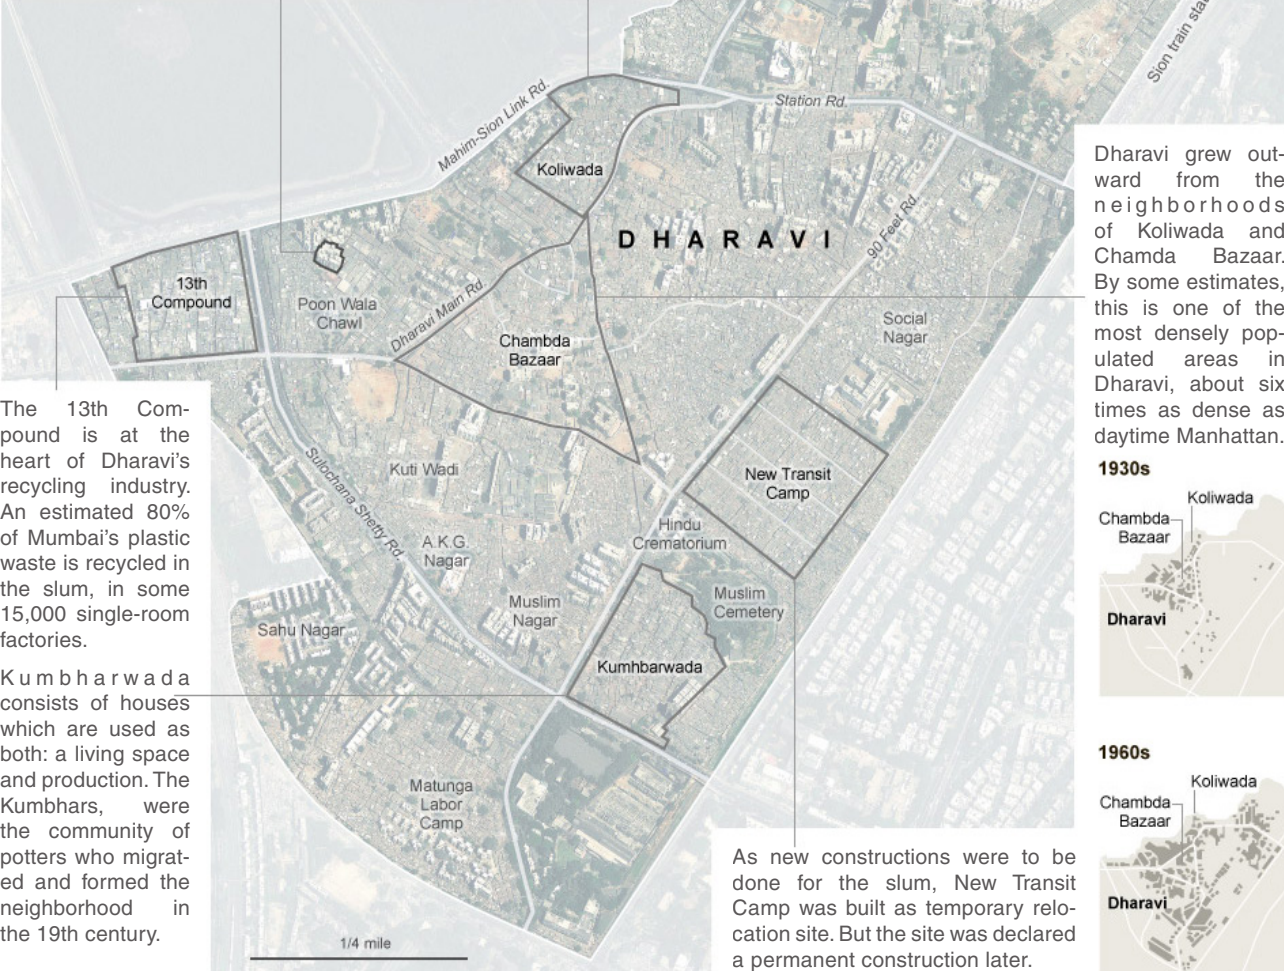 Sion train
Mahim-Sion Link Rd.
Station Rd.
Koliwada
DHARAVI
90 Feet Rd.
13th
Compound
Poon Wala
Chawl
Dharavi Main Rd.
Chambda
Bazaar
Social
Nagar
Kuti Wadi
New Transit
Camp
Sulochana Shetty Rd.
A.K.G.
Nagar
Hindu
Crematorium
Muslim
Nagar
Muslim
Cemetery
Sahu Nagar
Kumhbarwada
Matunga
Labor
Camp
1/4 mile
The 13th Com-
pound is at the
heart of Dharavi’s
recycling industry.
An estimated 80%
of Mumbai’s plastic
waste is recycled in
the slum, in some
15,000 single-room
factories.
Kumbharwada
consists of houses
which are used as
both: a living space
and production. The
Kumbhars, were
the community of
potters who migrat-
ed and formed the
neighborhood in
the 19th century.
As new constructions were to be
done for the slum, New Transit
Camp was built as temporary relo-
cation site. But the site was declared
a permanent construction later.
Dharavi grew out-
ward from the
neighborhoods
of Koliwada and
Chamda Bazaar.
By some estimates,
this is one of the
most densely pop-
ulated areas in
Dharavi, about six
times as dense as
daytime Manhattan.
1930s
Koliwada
Chambda
Bazaar
Dharavi
1960s
Koliwada
Chambda
Bazaar
Dharavi